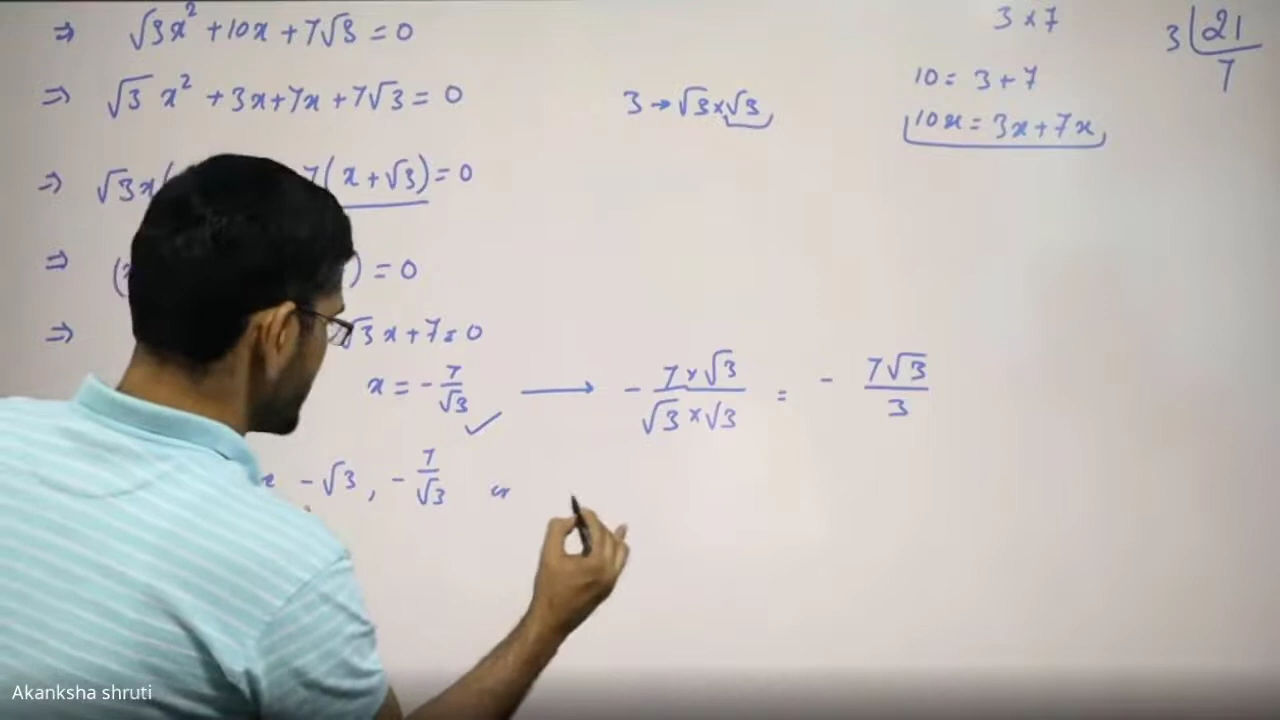 ⇒ √3x² + 10x + 7√3 = 0
⇒ √3 x² + 3x + 7x + 7√3 = 0
⇒ √3x( 7(x + √3) = 0
⇒ ( ) = 0
⇒ √3x + 7 = 0
x = - 7/√3 ✓ ⟶ - 7×√3/√3×√3 = - 7√3/3
- √3, - 7/√3 or
3 → √3×√3
3 × 7
10 = 3 + 7
10x = 3x + 7x
3 | 21
7
Akanksha shruti